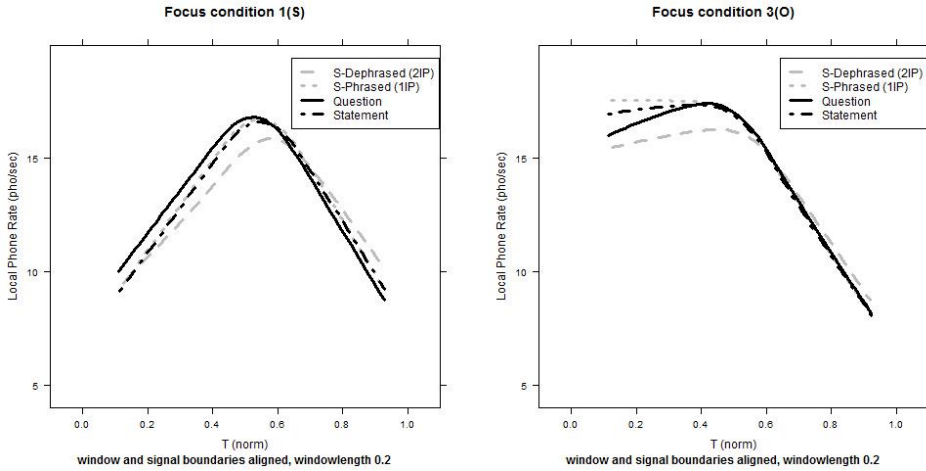 Focus condition 1(S)
S-Dephrased (2IP)
S-Phrased (1IP)
Question
Statement
Local Phone Rate (pho/sec)
15
10
5
0.0 0.2 0.4 0.6 0.8 1.0
T (norm)
window and signal boundaries aligned, windowlength 0.2
Focus condition 3(O)
S-Dephrased (2IP)
S-Phrased (1IP)
Question
Statement
Local Phone Rate (pho/sec)
15
10
5
0.0 0.2 0.4 0.6 0.8 1.0
T (norm)
window and signal boundaries aligned, windowlength 0.2